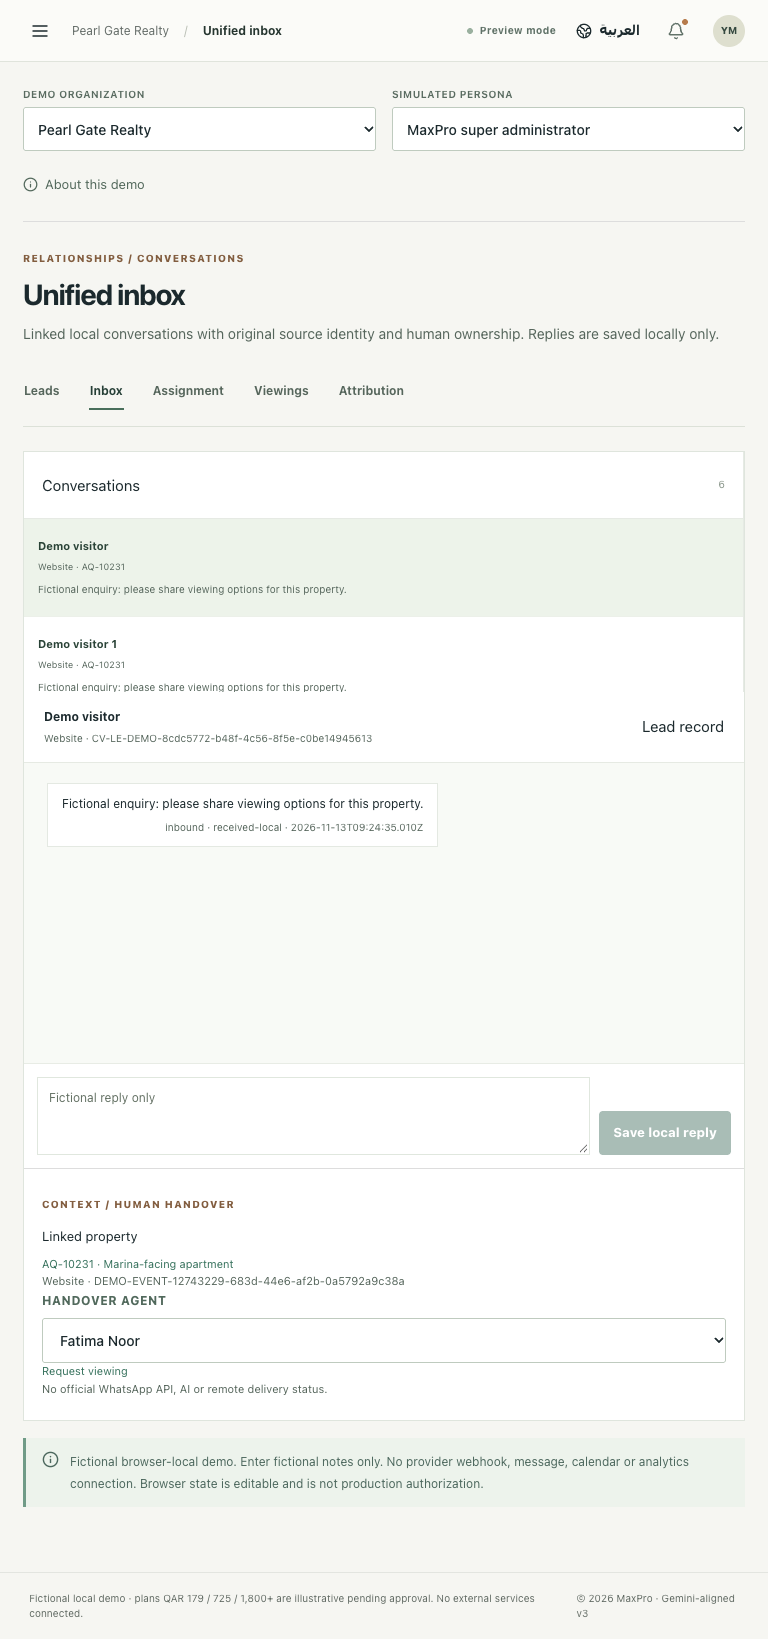 Pearl Gate Realty / Unified inbox
Preview mode
العربية
YM
DEMO ORGANIZATION
Pearl Gate Realty
SIMULATED PERSONA
MaxPro super administrator
About this demo
RELATIONSHIPS / CONVERSATIONS
Unified inbox
Linked local conversations with original source identity and human ownership. Replies are saved locally only.
Leads Inbox Assignment Viewings Attribution
Conversations 6
Demo visitor
Website · AQ-10231
Fictional enquiry: please share viewing options for this property.
Demo visitor 1
Website · AQ-10231
Fictional enquiry: please share viewing options for this property.
Demo visitor
Website · CV-LE-DEMO-8cdc5772-b48f-4c56-8f5e-c0be14945613
Lead record
Fictional enquiry: please share viewing options for this property.
inbound · received-local · 2026-11-13T09:24:35.010Z
Fictional reply only
Save local reply
CONTEXT / HUMAN HANDOVER
Linked property
AQ-10231 · Marina-facing apartment
Website · DEMO-EVENT-12743229-683d-44e6-af2b-0a5792a9c38a
HANDOVER AGENT
Fatima Noor
Request viewing
No official WhatsApp API, AI or remote delivery status.
Fictional browser-local demo. Enter fictional notes only. No provider webhook, message, calendar or analytics
connection. Browser state is editable and is not production authorization.
Fictional local demo · plans QAR 179 / 725 / 1,800+ are illustrative pending approval. No external services
connected.
© 2026 MaxPro · Gemini-aligned
v3